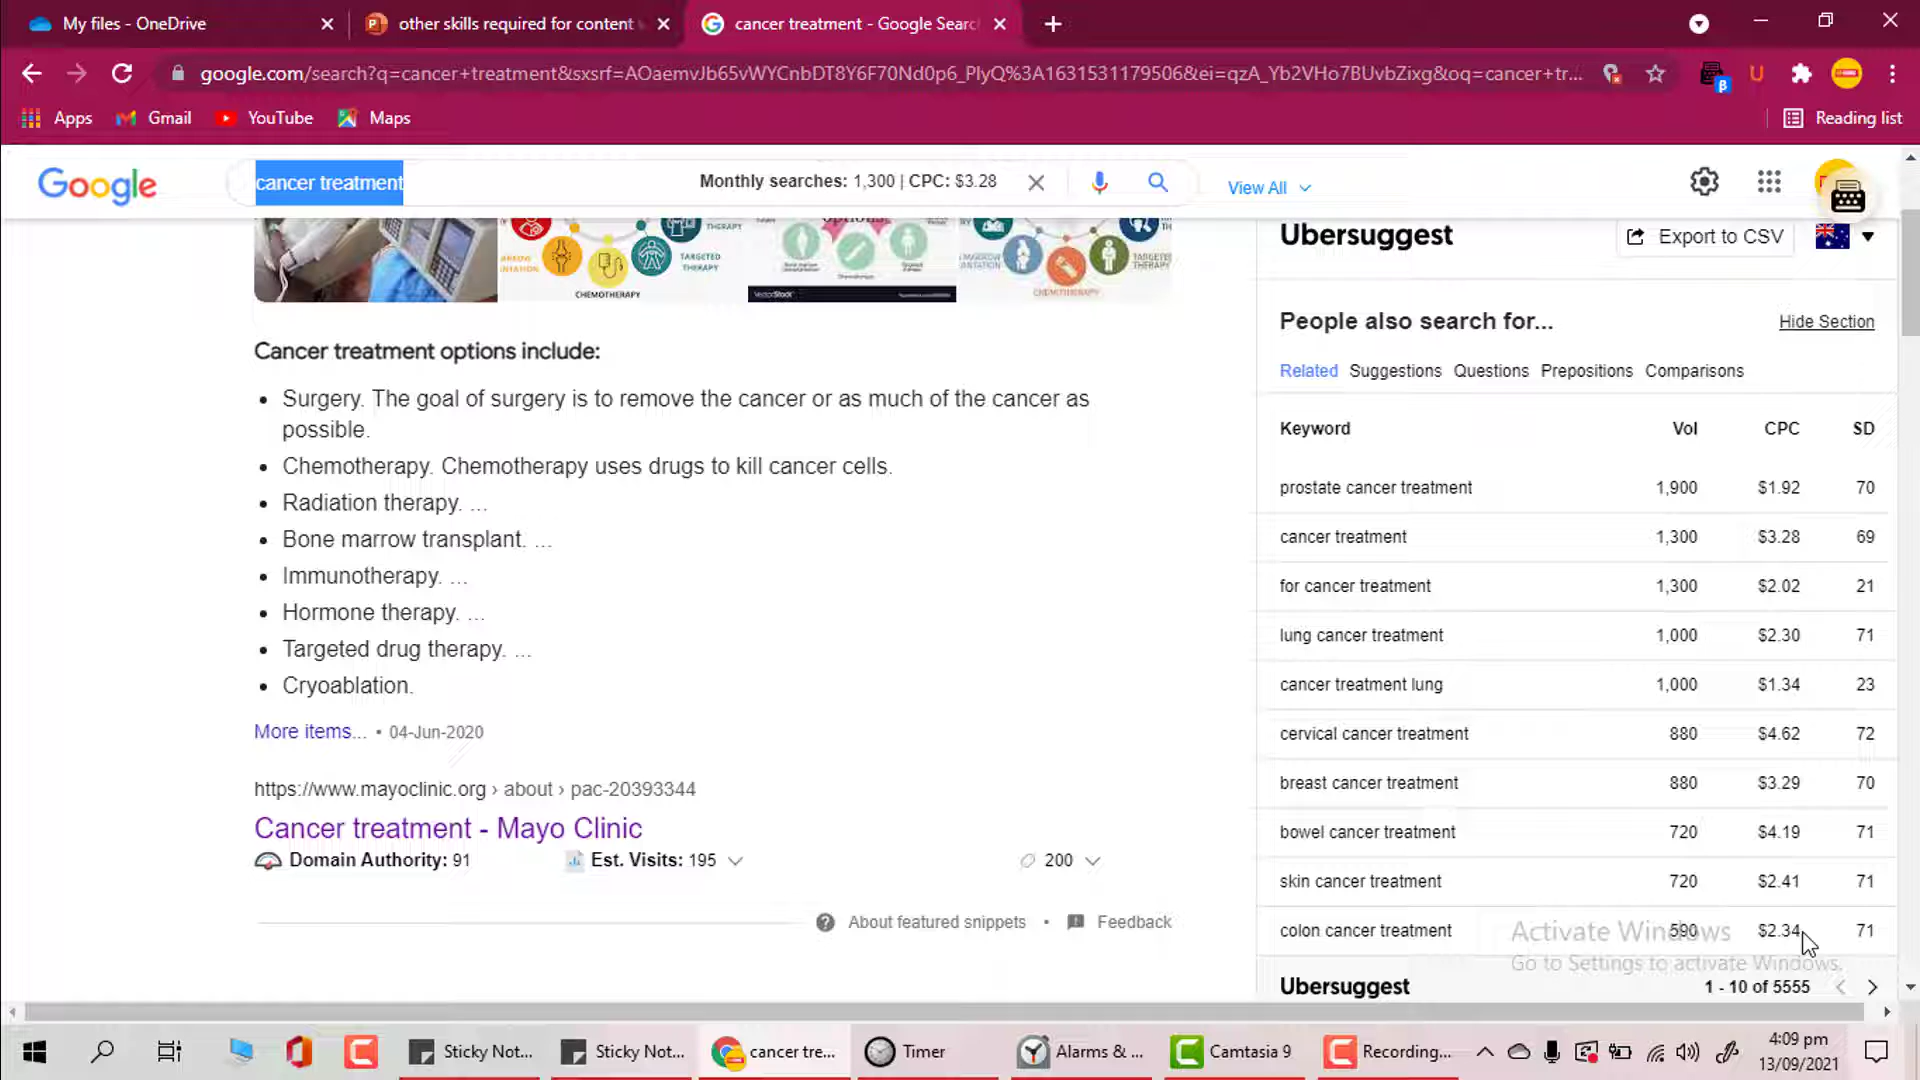 My files - OneDrive
other skills required for content
cancer treatment - Google Searc
google.com/search?q=cancer+treatment&sxsrf=AOaemvJb65vWYCnbDT8Y6F70Nd0p6_PlyQ%3A1631531179506&ei=qzA_Yb2VHo7BUvbZixg&oq=cancer+tr...
U
β
Apps
Gmail
YouTube
Maps
Reading list
Google
cancer treatment
Monthly searches: 1,300 | CPC: $3.28
View All
THERAPY
TARGETED
THERAPY
CHEMOTHERAPY
VectorStock
CHEMOTHERAPY
Cancer treatment options include:
• Surgery. The goal of surgery is to remove the cancer or as much of the cancer as
possible.
• Chemotherapy. Chemotherapy uses drugs to kill cancer cells.
• Radiation therapy. ...
• Bone marrow transplant. ...
• Immunotherapy. ...
• Hormone therapy. ...
• Targeted drug therapy. ...
• Cryoablation.
More items... • 04-Jun-2020
https://www.mayoclinic.org › about › pac-20393344
Cancer treatment - Mayo Clinic
Domain Authority: 91
Est. Visits: 195
200
About featured snippets • Feedback
Ubersuggest
Export to CSV
People also search for...
Hide Section
Related Suggestions Questions Prepositions Comparisons
Keyword Vol CPC SD
prostate cancer treatment 1,900 $1.92 70
cancer treatment 1,300 $3.28 69
for cancer treatment 1,300 $2.02 21
lung cancer treatment 1,000 $2.30 71
cancer treatment lung 1,000 $1.34 23
cervical cancer treatment 880 $4.62 72
breast cancer treatment 880 $3.29 70
bowel cancer treatment 720 $4.19 71
skin cancer treatment 720 $2.41 71
colon cancer treatment 590 $2.34 71
Activate Windows
Go to Settings to activate Windows.
Ubersuggest
1 - 10 of 5555
Sticky Not...
Sticky Not...
cancer tre...
Timer
Alarms & ...
Camtasia 9
Recording...
4:09 pm
13/09/2021